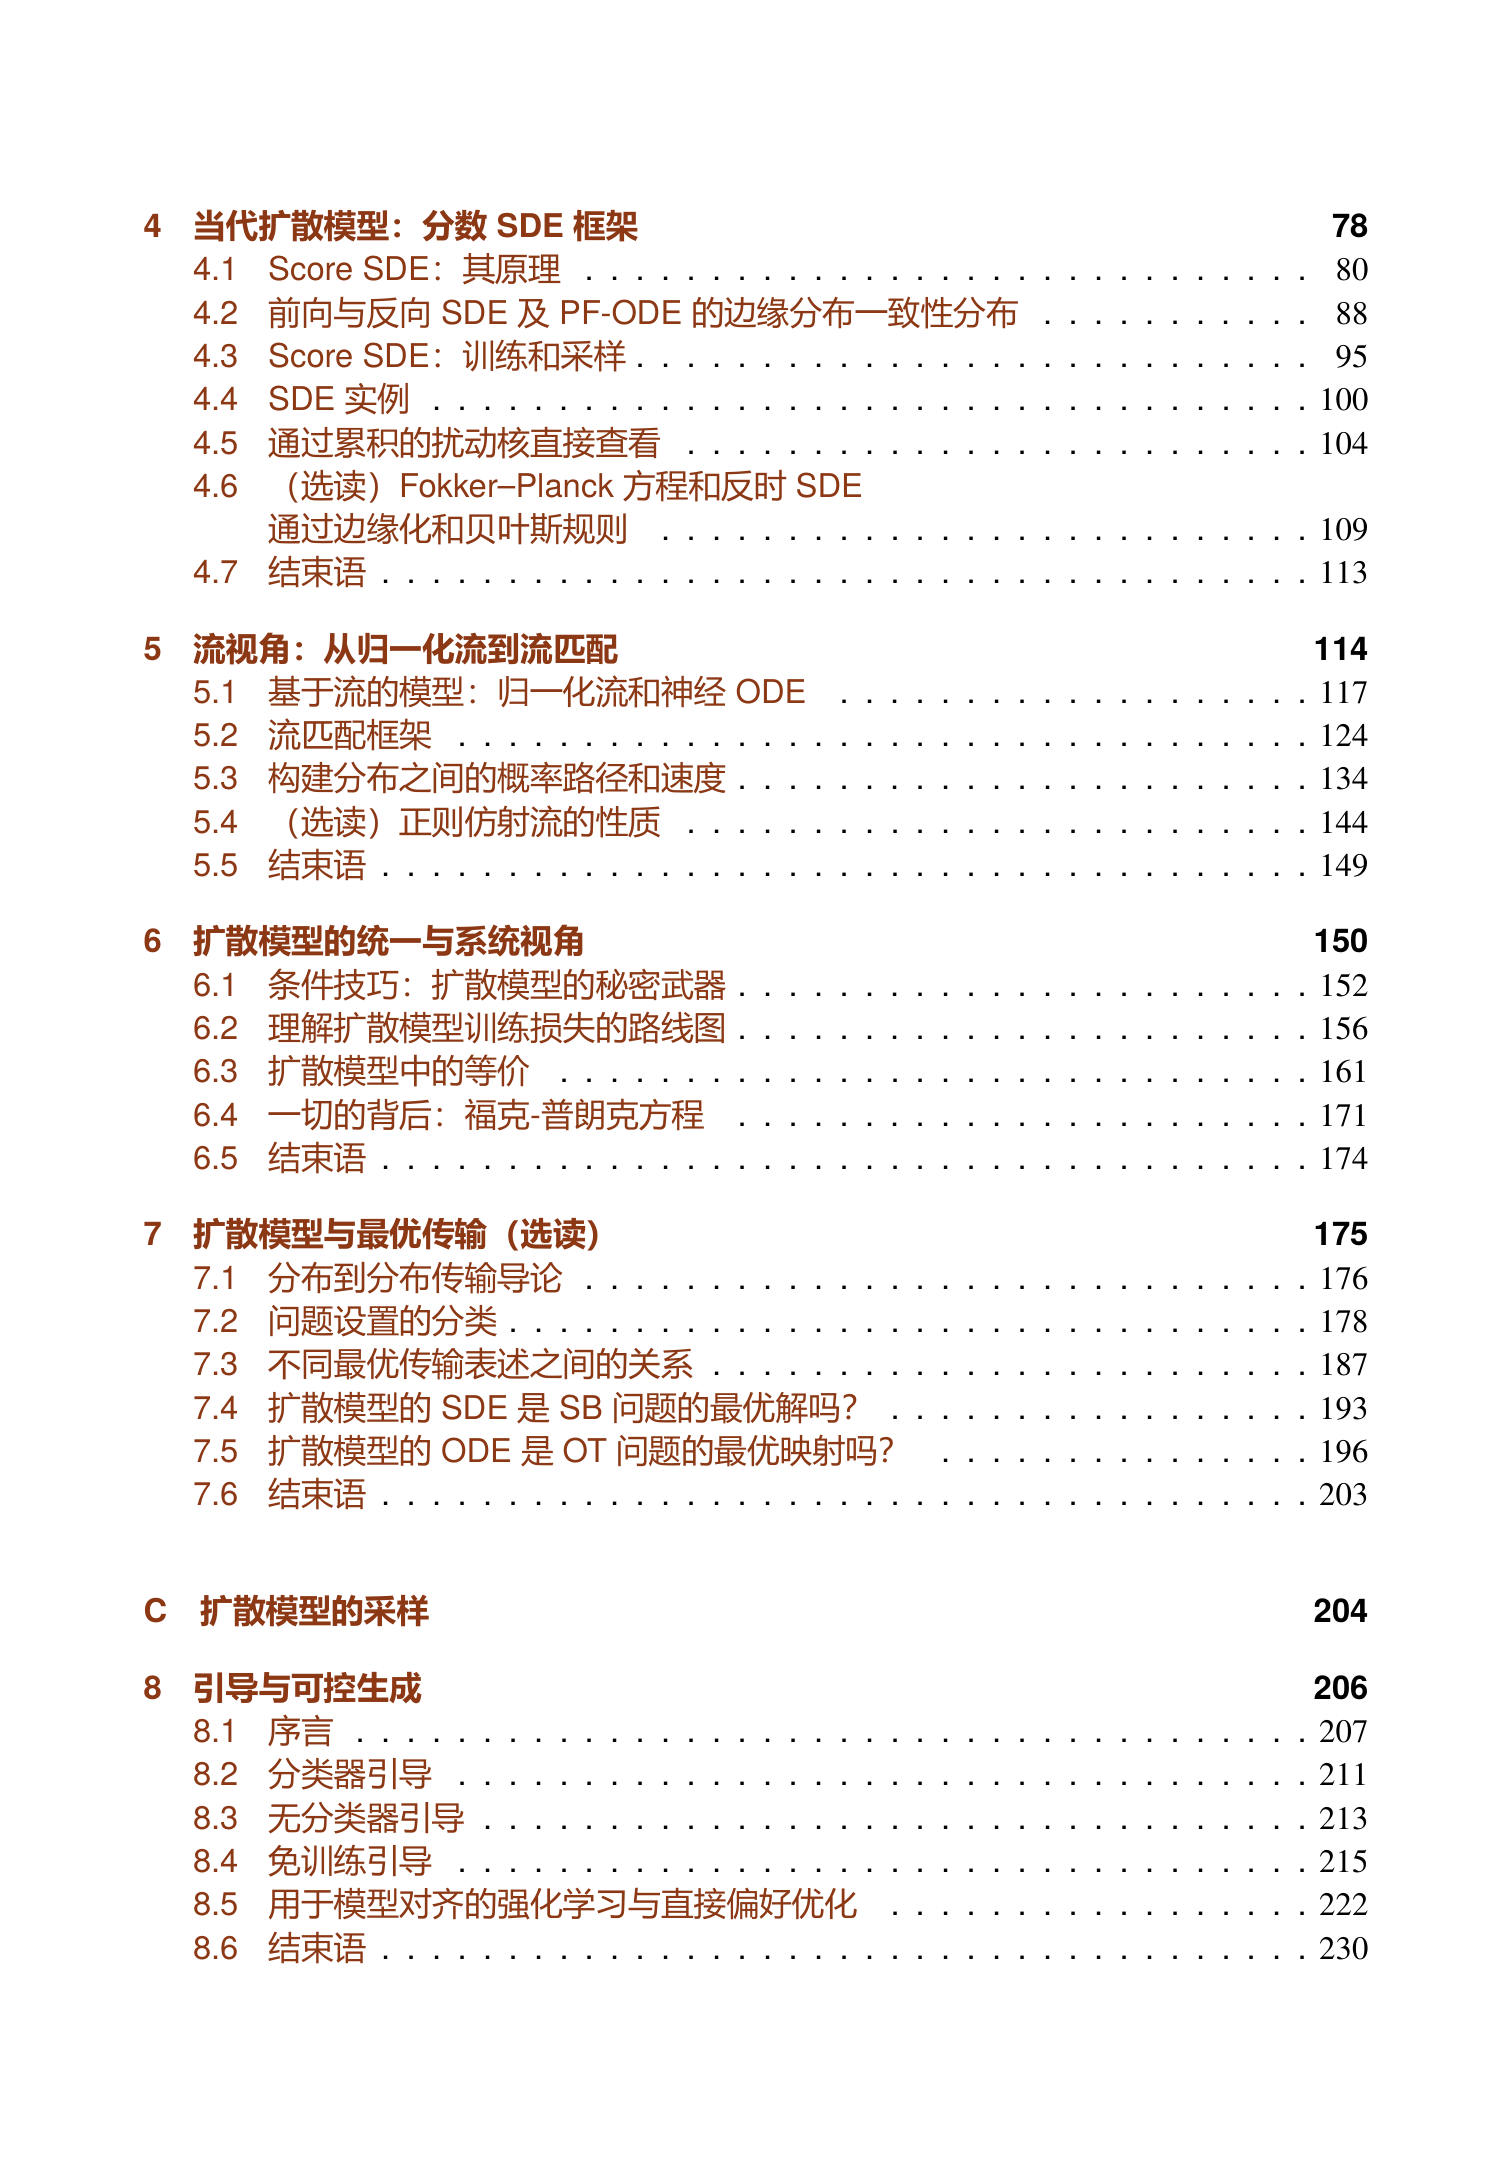 4 当代扩散模型：分数 SDE 框架 78
4.1 Score SDE：其原理 . . . . . . . . . . . . . . . . . . . . . . . . . . . . . 80
4.2 前向与反向 SDE 及 PF-ODE 的边缘分布一致性分布 . . . . . . . . . . . 88
4.3 Score SDE：训练和采样 . . . . . . . . . . . . . . . . . . . . . . . . . . . 95
4.4 SDE 实例 . . . . . . . . . . . . . . . . . . . . . . . . . . . . . . . . . . . 100
4.5 通过累积的扰动核直接查看 . . . . . . . . . . . . . . . . . . . . . . . . . 104
4.6 （选读）Fokker–Planck 方程和反时 SDE
通过边缘化和贝叶斯规则 . . . . . . . . . . . . . . . . . . . . . . . . . . 109
4.7 结束语 . . . . . . . . . . . . . . . . . . . . . . . . . . . . . . . . . . . . . 113
5 流视角：从归一化流到流匹配 114
5.1 基于流的模型：归一化流和神经 ODE . . . . . . . . . . . . . . . . . . . 117
5.2 流匹配框架 . . . . . . . . . . . . . . . . . . . . . . . . . . . . . . . . . . 124
5.3 构建分布之间的概率路径和速度 . . . . . . . . . . . . . . . . . . . . . . . 134
5.4 （选读）正则仿射流的性质 . . . . . . . . . . . . . . . . . . . . . . . . . 144
5.5 结束语 . . . . . . . . . . . . . . . . . . . . . . . . . . . . . . . . . . . . . 149
6 扩散模型的统一与系统视角 150
6.1 条件技巧：扩散模型的秘密武器 . . . . . . . . . . . . . . . . . . . . . . . 152
6.2 理解扩散模型训练损失的路线图 . . . . . . . . . . . . . . . . . . . . . . . 156
6.3 扩散模型中的等价 . . . . . . . . . . . . . . . . . . . . . . . . . . . . . . 161
6.4 一切的背后：福克-普朗克方程 . . . . . . . . . . . . . . . . . . . . . . . 171
6.5 结束语 . . . . . . . . . . . . . . . . . . . . . . . . . . . . . . . . . . . . . 174
7 扩散模型与最优传输（选读） 175
7.1 分布到分布传输导论 . . . . . . . . . . . . . . . . . . . . . . . . . . . . . 176
7.2 问题设置的分类 . . . . . . . . . . . . . . . . . . . . . . . . . . . . . . . . 178
7.3 不同最优传输表述之间的关系 . . . . . . . . . . . . . . . . . . . . . . . . 187
7.4 扩散模型的 SDE 是 SB 问题的最优解吗？ . . . . . . . . . . . . . . . . . 193
7.5 扩散模型的 ODE 是 OT 问题的最优映射吗？ . . . . . . . . . . . . . . . 196
7.6 结束语 . . . . . . . . . . . . . . . . . . . . . . . . . . . . . . . . . . . . . 203
C 扩散模型的采样 204
8 引导与可控生成 206
8.1 序言 . . . . . . . . . . . . . . . . . . . . . . . . . . . . . . . . . . . . . . 207
8.2 分类器引导 . . . . . . . . . . . . . . . . . . . . . . . . . . . . . . . . . . 211
8.3 无分类器引导 . . . . . . . . . . . . . . . . . . . . . . . . . . . . . . . . . 213
8.4 免训练引导 . . . . . . . . . . . . . . . . . . . . . . . . . . . . . . . . . . 215
8.5 用于模型对齐的强化学习与直接偏好优化 . . . . . . . . . . . . . . . . . 222
8.6 结束语 . . . . . . . . . . . . . . . . . . . . . . . . . . . . . . . . . . . . . 230